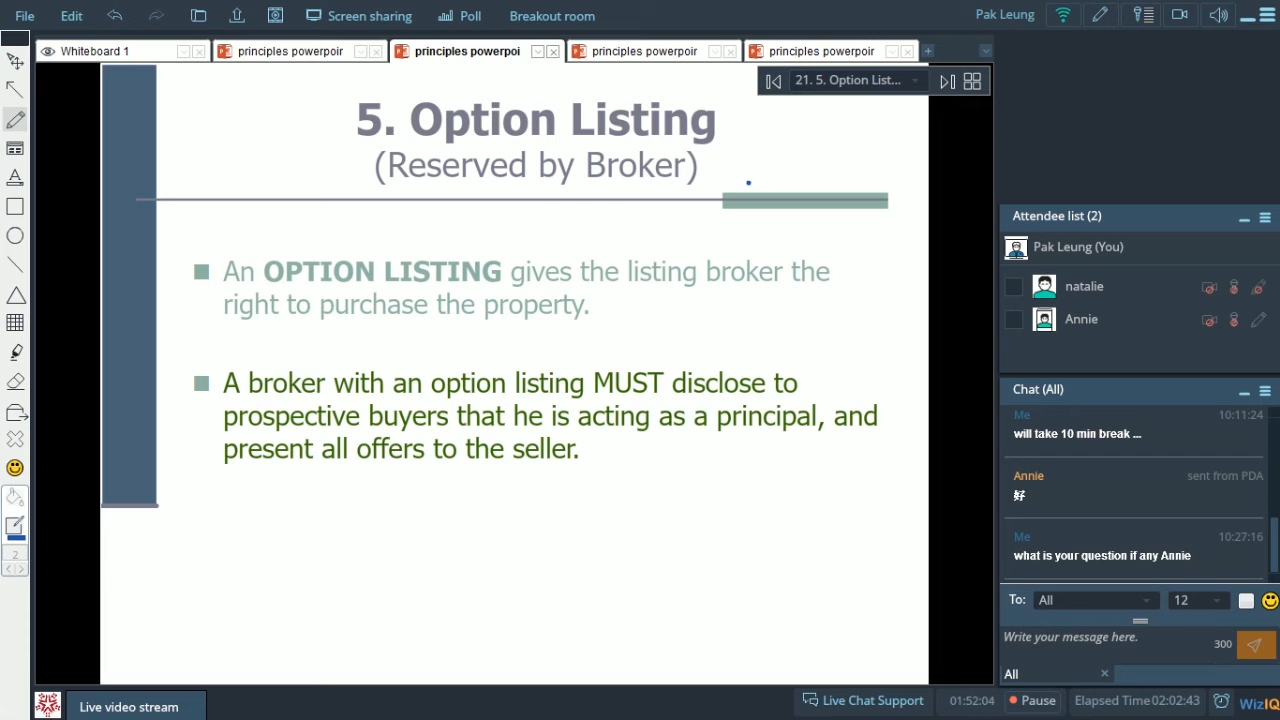 File Edit Screen sharing Poll Breakout room Pak Leung
Whiteboard 1 principles powerpoir principles powerpoi principles powerpoir principles powerpoir
21. 5. Option List...
5. Option Listing
(Reserved by Broker)
An OPTION LISTING gives the listing broker the
right to purchase the property.
A broker with an option listing MUST disclose to
prospective buyers that he is acting as a principal, and
present all offers to the seller.
2
Attendee list (2)
Pak Leung (You)
natalie
Annie
Chat (All)
Me 10:11:24
will take 10 min break ...
Annie sent from PDA
好
Me 10:27:16
what is your question if any Annie
To: All 12
Write your message here. 300
All
Live video stream Live Chat Support 01:52:04 Pause Elapsed Time 02:02:43 WizIQ